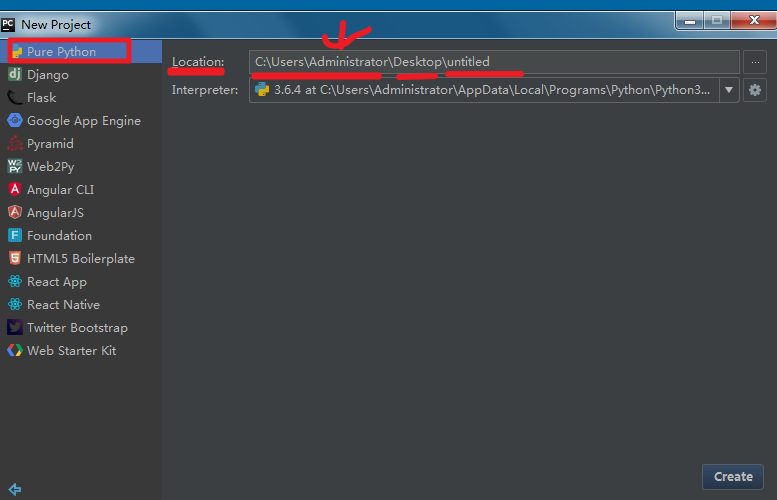 New Project
Pure Python
Django
Flask
Google App Engine
Pyramid
Web2Py
Angular CLI
AngularJS
Foundation
HTML5 Boilerplate
React App
React Native
Twitter Bootstrap
Web Starter Kit
Location: C:\Users\Administrator\Desktop\untitled ...
Interpreter: 3.6.4 at C:\Users\Administrator\AppData\Local\Programs\Python\Python3...
Create